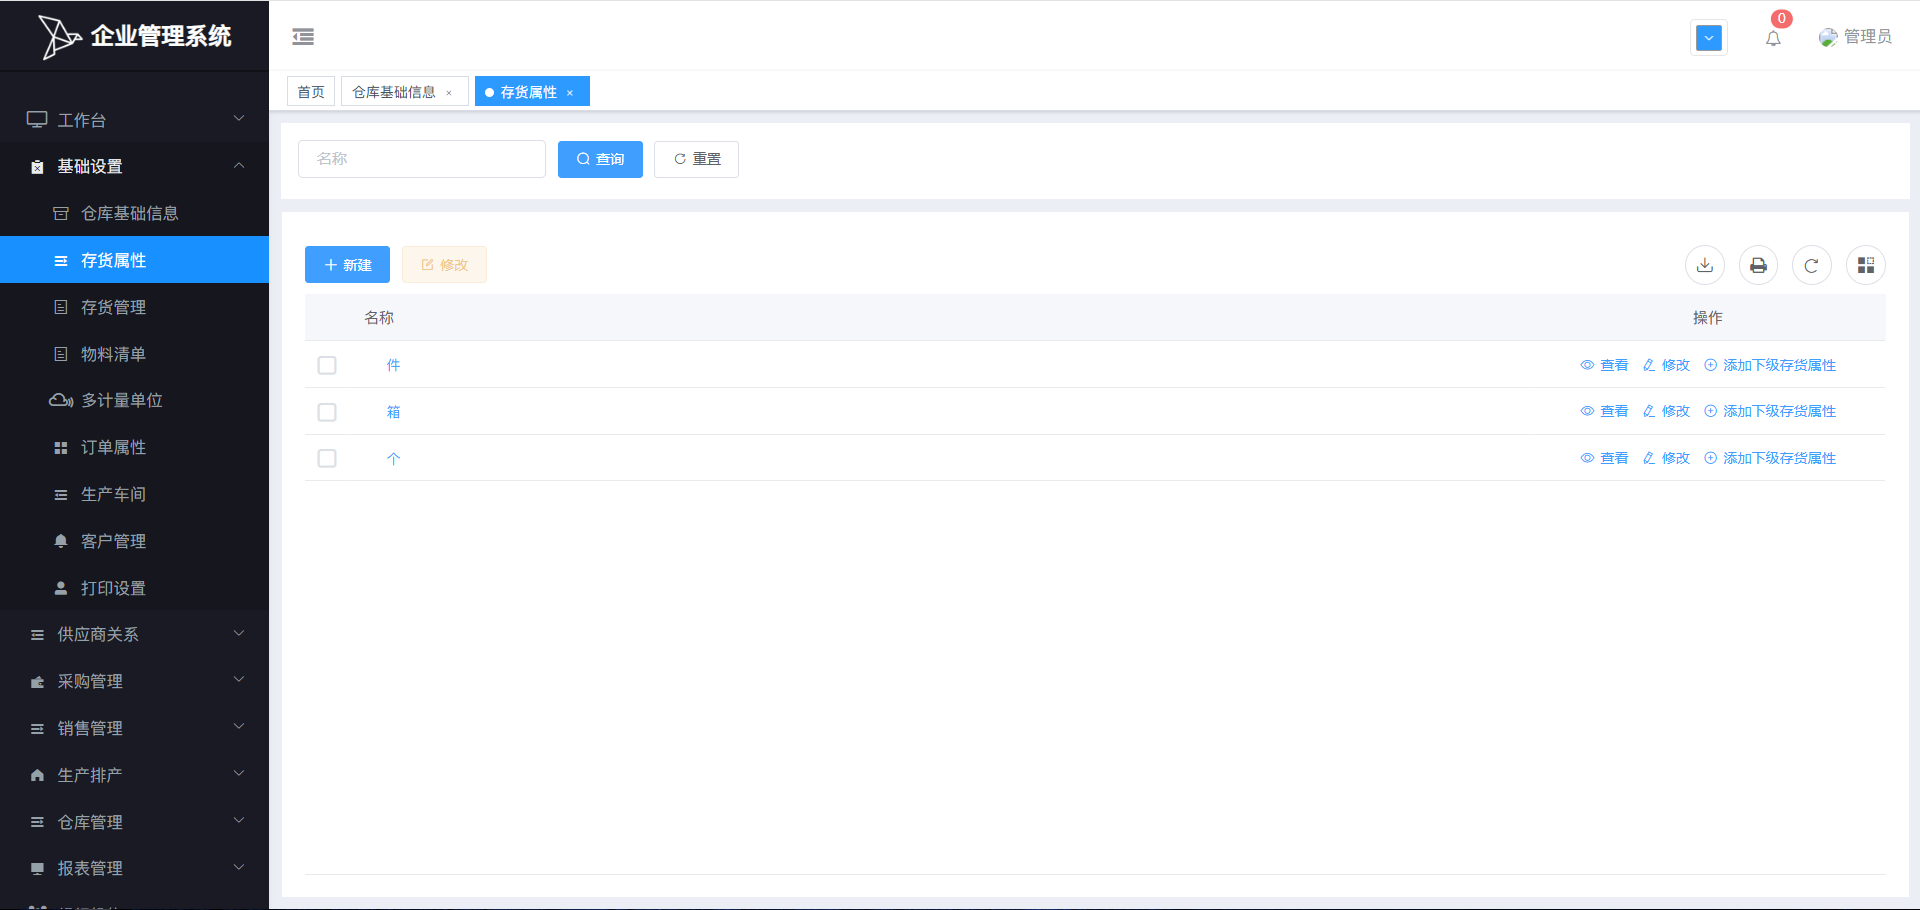 企业管理系统
0
管理员
首页
仓库基础信息 ×
存货属性 ×
工作台
基础设置
仓库基础信息
存货属性
存货管理
物料清单
多计量单位
订单属性
生产车间
客户管理
打印设置
供应商关系
采购管理
销售管理
生产排产
仓库管理
报表管理
名称
查询
重置
新建
修改
名称 操作
件 查看 修改 添加下级存货属性
箱 查看 修改 添加下级存货属性
个 查看 修改 添加下级存货属性